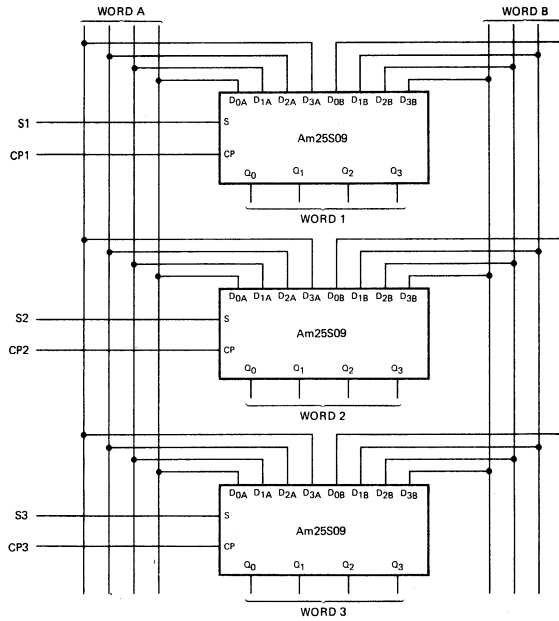 WORD A WORD B
D0A D1A D2A D3A D0B D1B D2B D3B
S1 S
Am25S09
CP1 CP
Q0 Q1 Q2 Q3
WORD 1
D0A D1A D2A D3A D0B D1B D2B D3B
S2 S
Am25S09
CP2 CP
Q0 Q1 Q2 Q3
WORD 2
D0A D1A D2A D3A D0B D1B D2B D3B
S3 S
Am25S09
CP3 CP
Q0 Q1 Q2 Q3
WORD 3